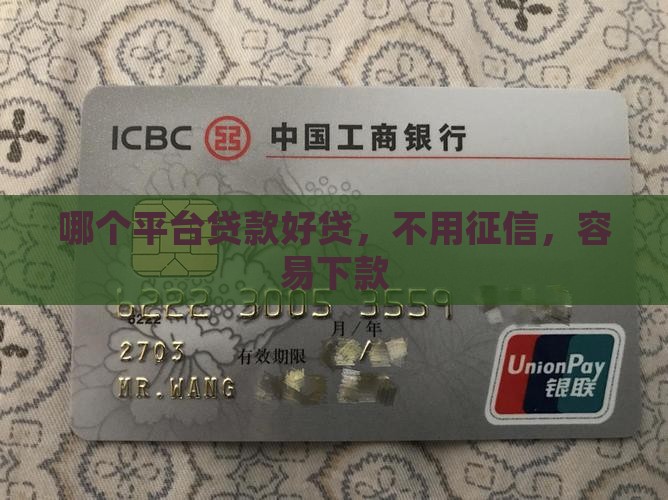 ICBC 中国工商银行
哪个平台贷款好贷，不用征信，容
易下款
6222 3005 3559
6222
月/年
2703 有效期限 /
MR.WANG
UnionPay
银联